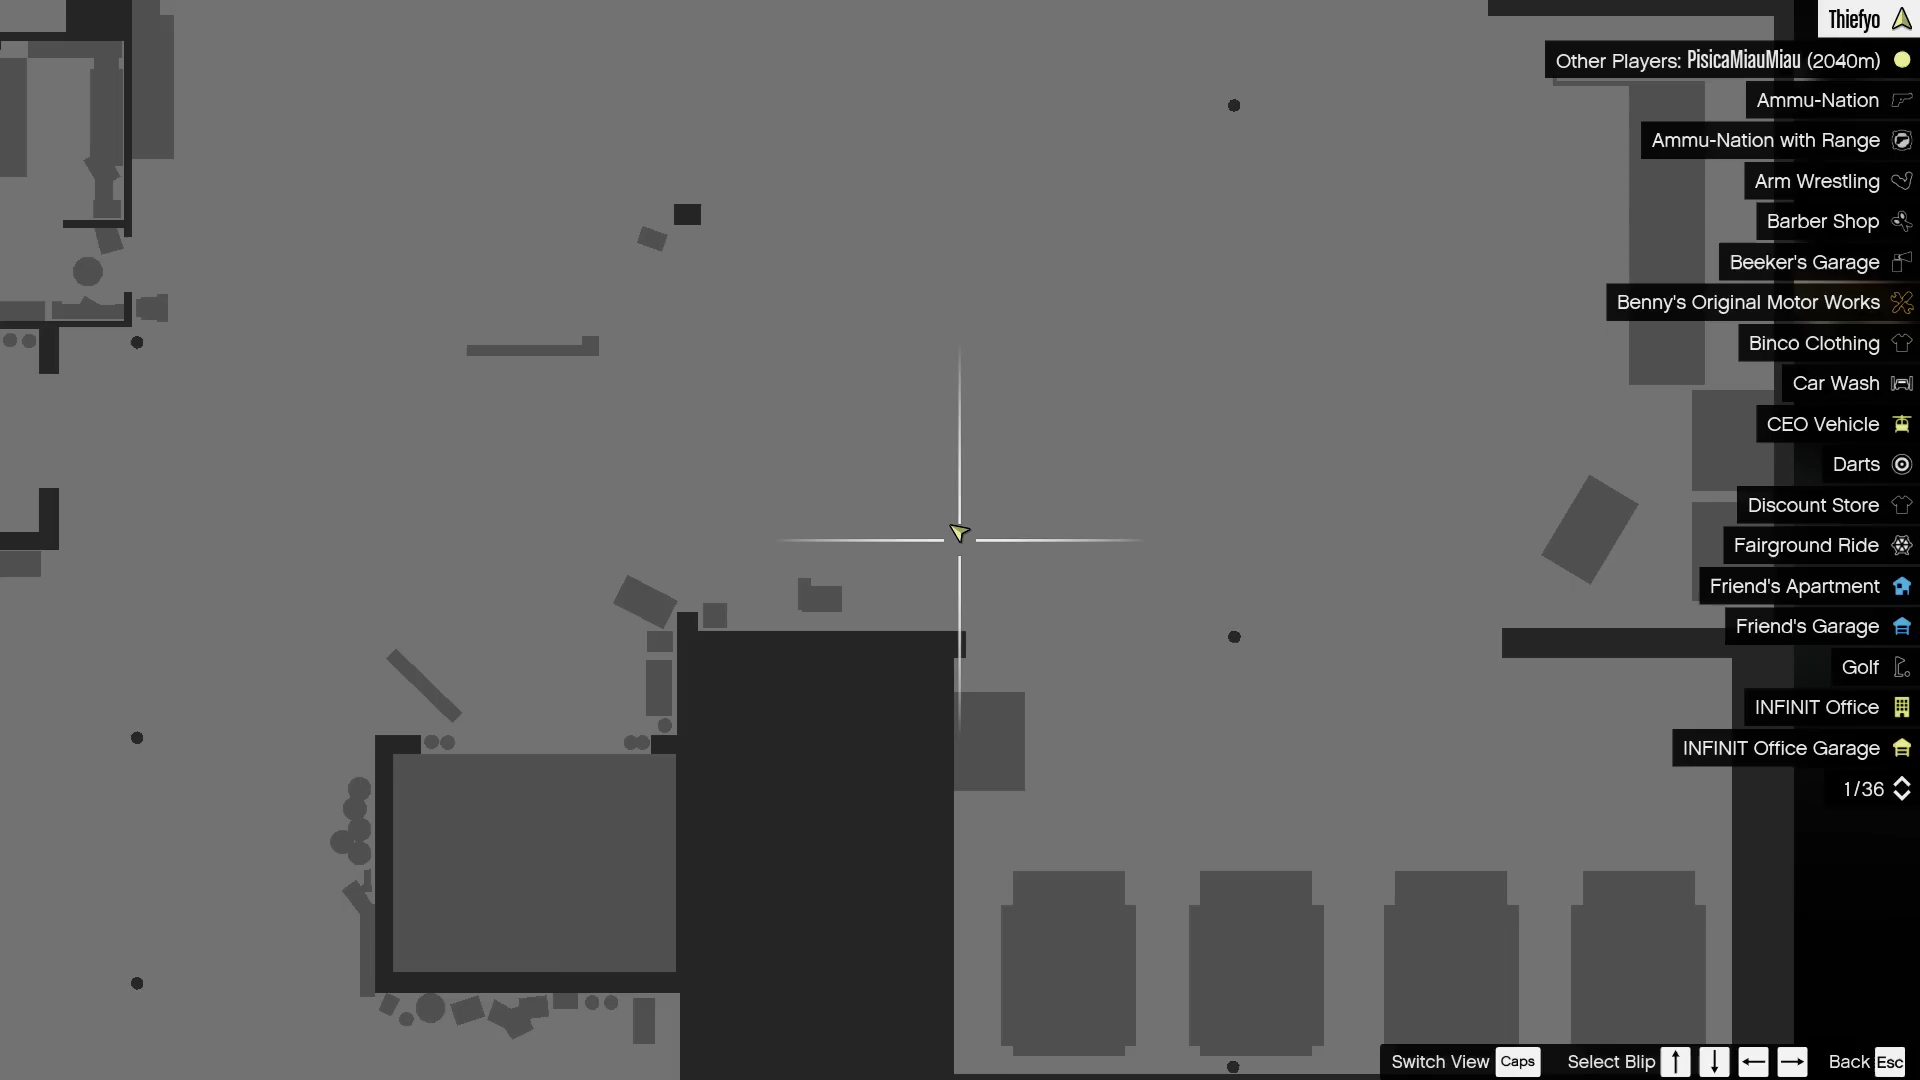 Thiefyo
Other Players: PisicaMiauMiau (2040m)
Ammu-Nation
Ammu-Nation with Range
Arm Wrestling
Barber Shop
Beeker's Garage
Benny's Original Motor Works
Binco Clothing
Car Wash
CEO Vehicle
Darts
Discount Store
Fairground Ride
Friend's Apartment
Friend's Garage
Golf
INFINIT Office
INFINIT Office Garage
1/36
Switch View Caps Select Blip ↑ ↓ ← → Back Esc